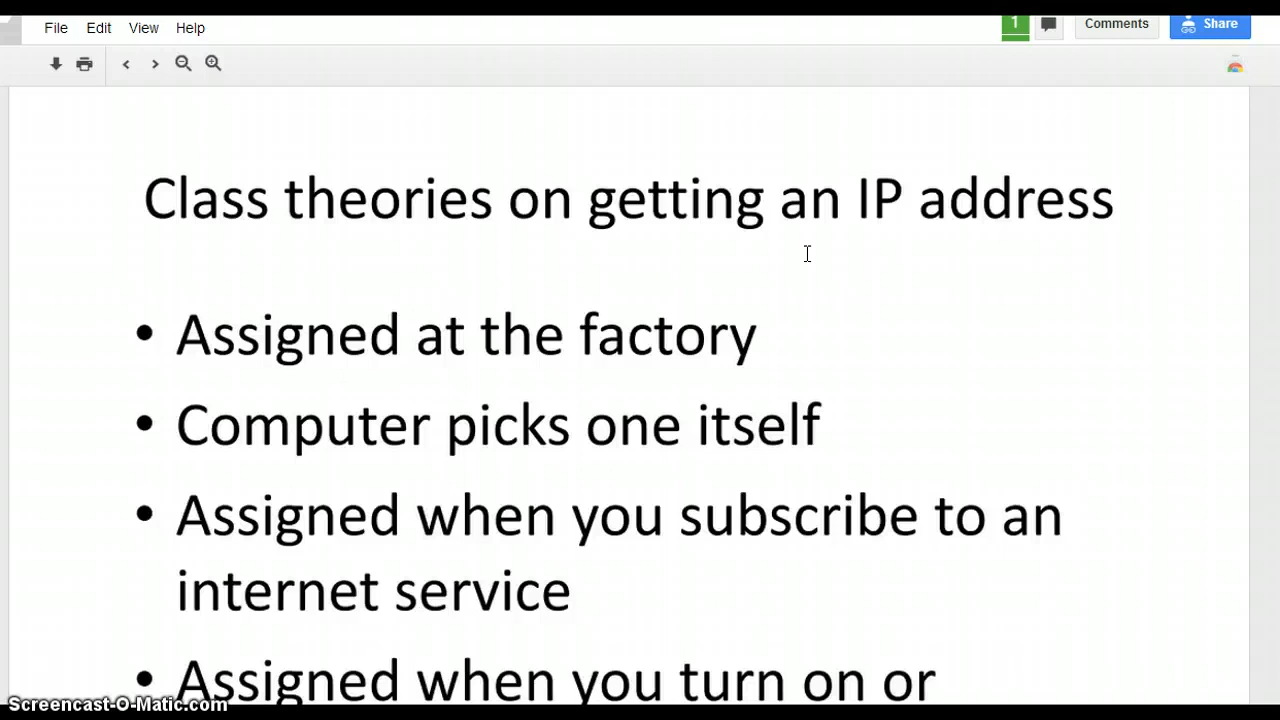 File Edit View Help
1 Comments Share
Class theories on getting an IP address
• Assigned at the factory
• Computer picks one itself
• Assigned when you subscribe to an
internet service
• Assigned when you turn on or
Screencast-O-Matic.com